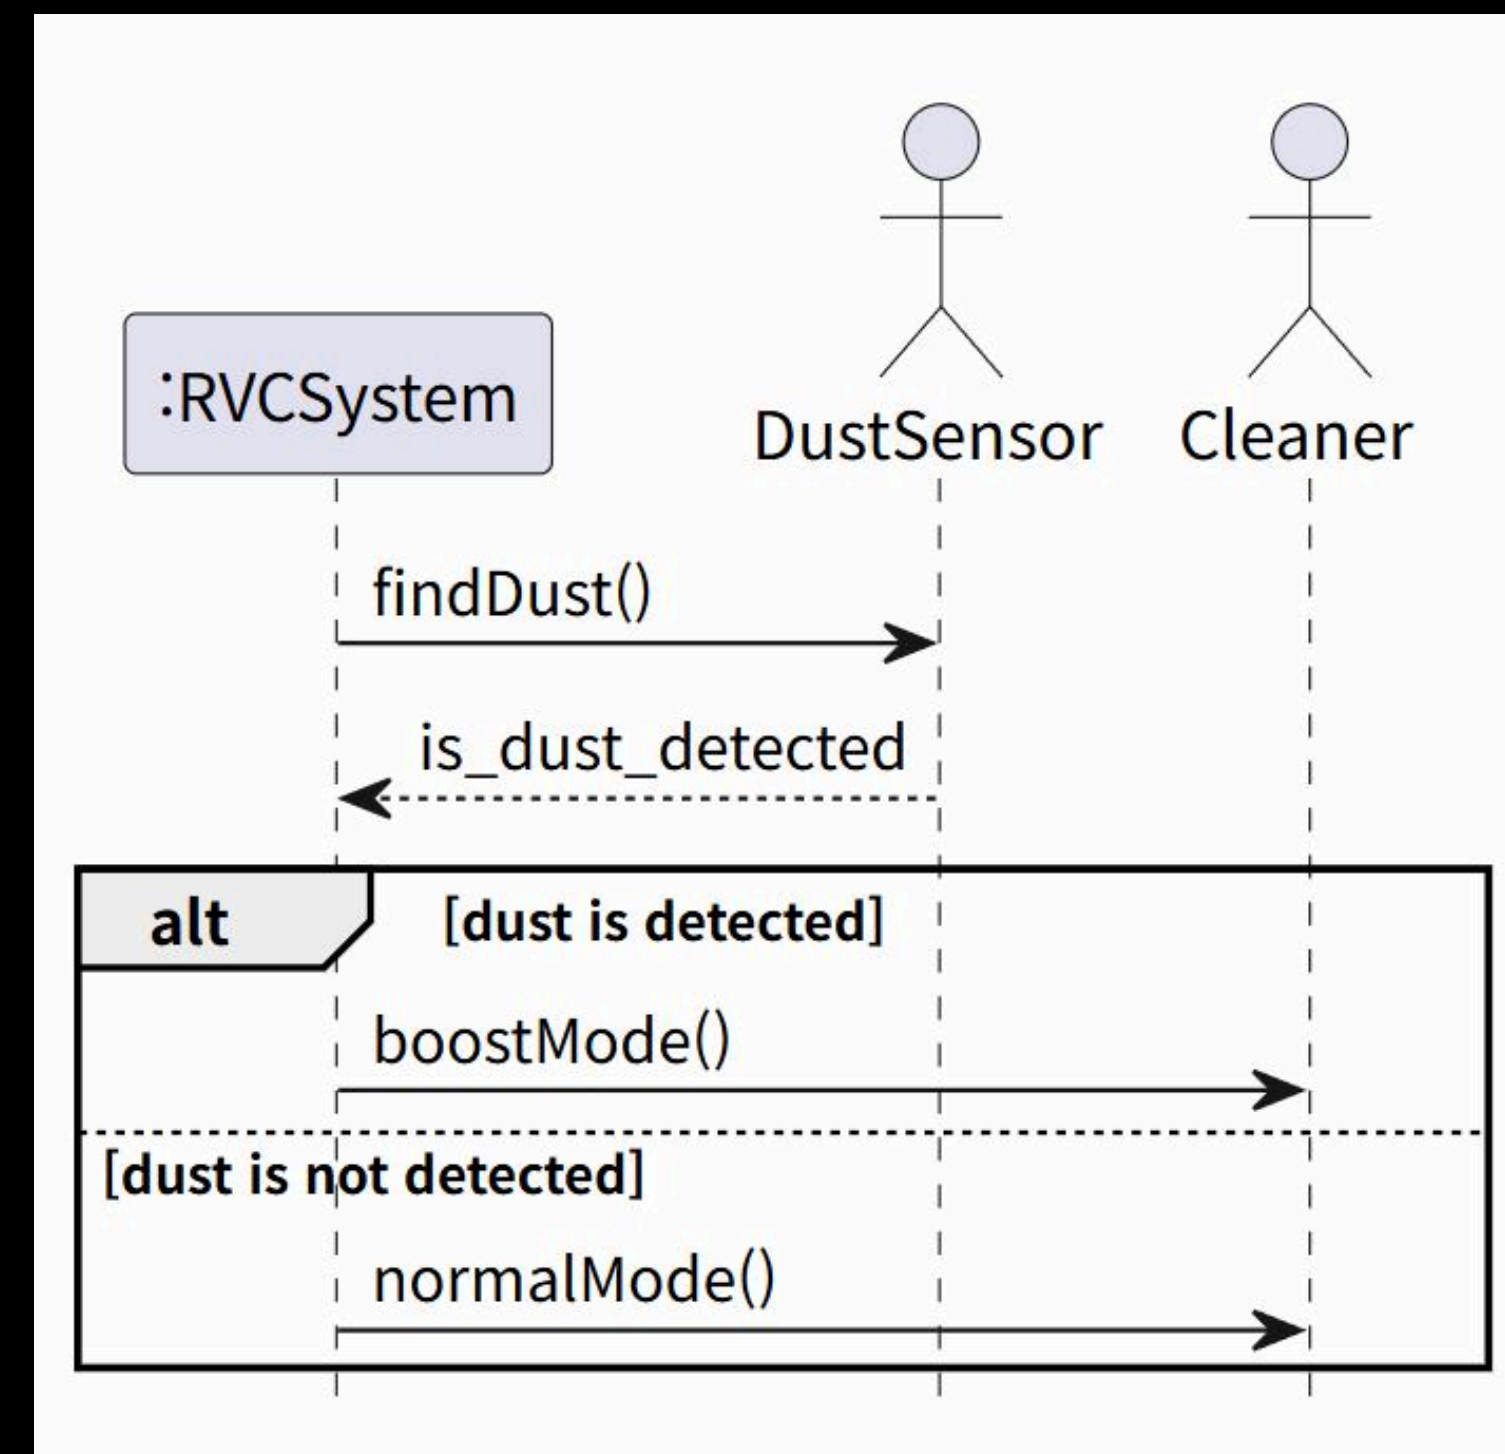 :RVCSystem
DustSensor
Cleaner
findDust()
is_dust_detected
alt
[dust is detected]
boostMode()
[dust is not detected]
normalMode()